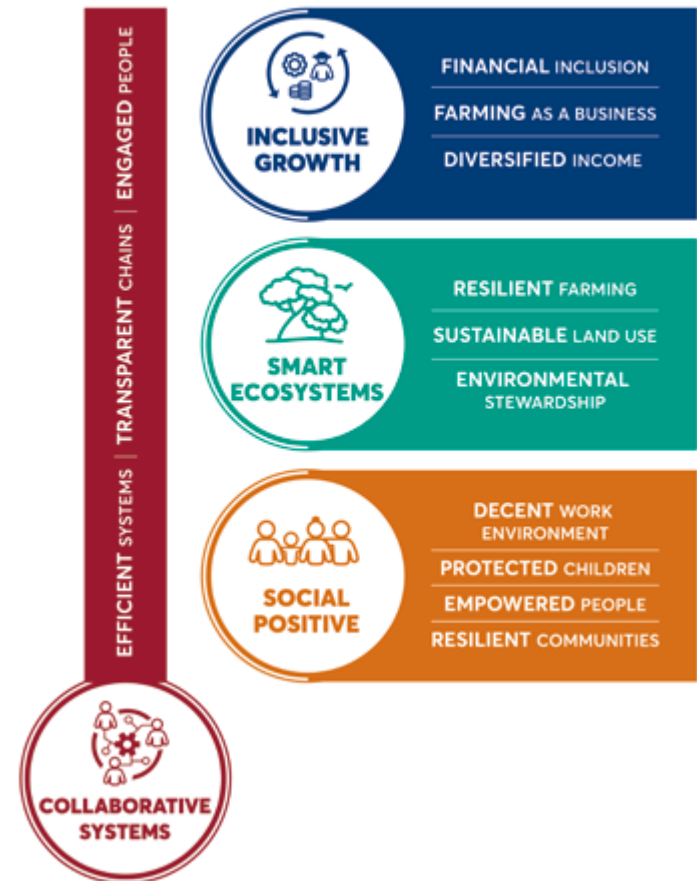 EFFICIENT SYSTEMS | TRANSPARENT CHAINS | ENGAGED PEOPLE
COLLABORATIVE
SYSTEMS
INCLUSIVE
GROWTH
FINANCIAL INCLUSION
FARMING AS A BUSINESS
DIVERSIFIED INCOME
SMART
ECOSYSTEMS
RESILIENT FARMING
SUSTAINABLE LAND USE
ENVIRONMENTAL
STEWARDSHIP
SOCIAL
POSITIVE
DECENT WORK
ENVIRONMENT
PROTECTED CHILDREN
EMPOWERED PEOPLE
RESILIENT COMMUNITIES